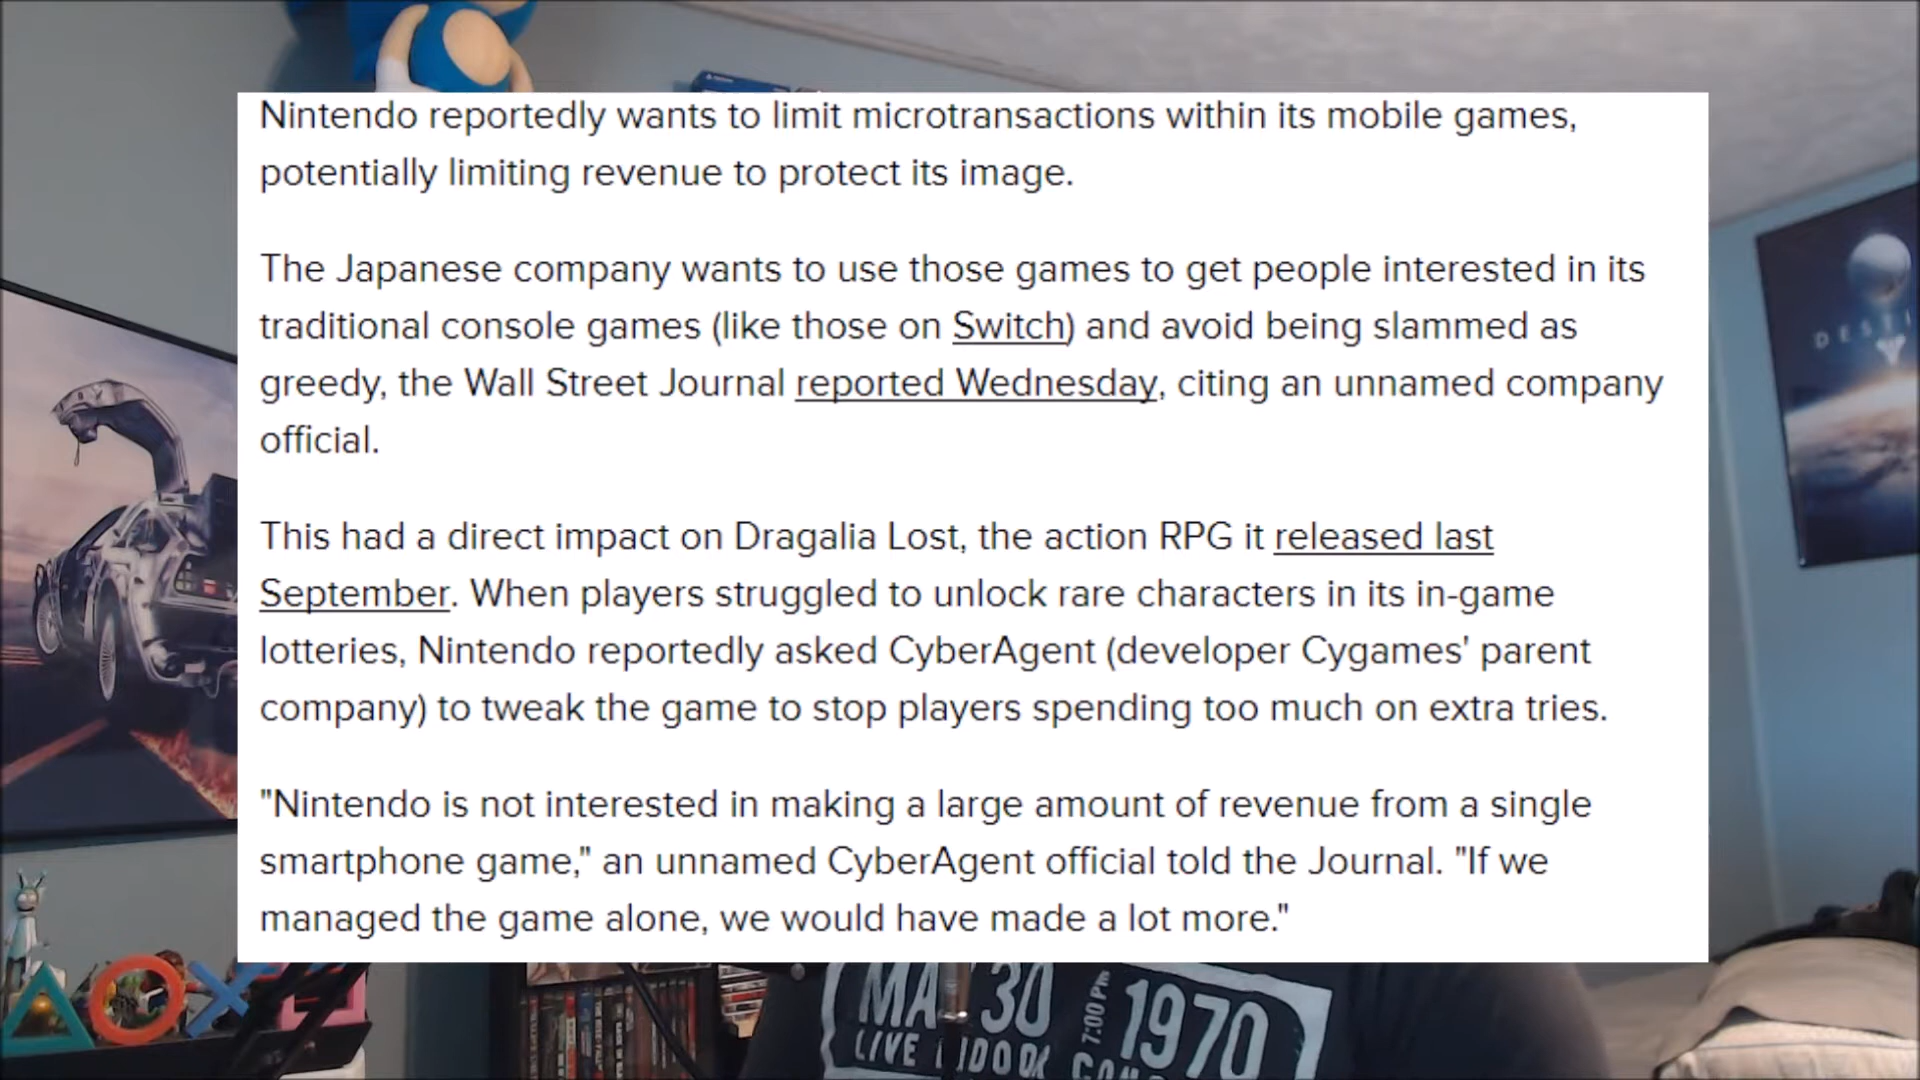 Nintendo reportedly wants to limit microtransactions within its mobile games,
potentially limiting revenue to protect its image.
The Japanese company wants to use those games to get people interested in its
traditional console games (like those on Switch) and avoid being slammed as
greedy, the Wall Street Journal reported Wednesday, citing an unnamed company
official.
This had a direct impact on Dragalia Lost, the action RPG it released last
September. When players struggled to unlock rare characters in its in-game
lotteries, Nintendo reportedly asked CyberAgent (developer Cygames' parent
company) to tweak the game to stop players spending too much on extra tries.
"Nintendo is not interested in making a large amount of revenue from a single
smartphone game," an unnamed CyberAgent official told the Journal. "If we
managed the game alone, we would have made a lot more."
30 7:00 PM 1970
LIVE